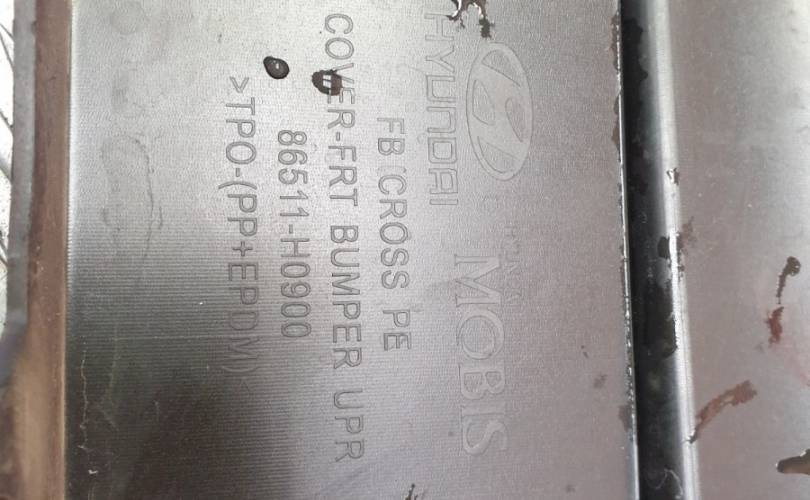 HYUNDAI MOBIS
FB CROSS PE
COVER-FRT BUMPER UPR
86511-H0900
>TPO-(PP+EPDM)<